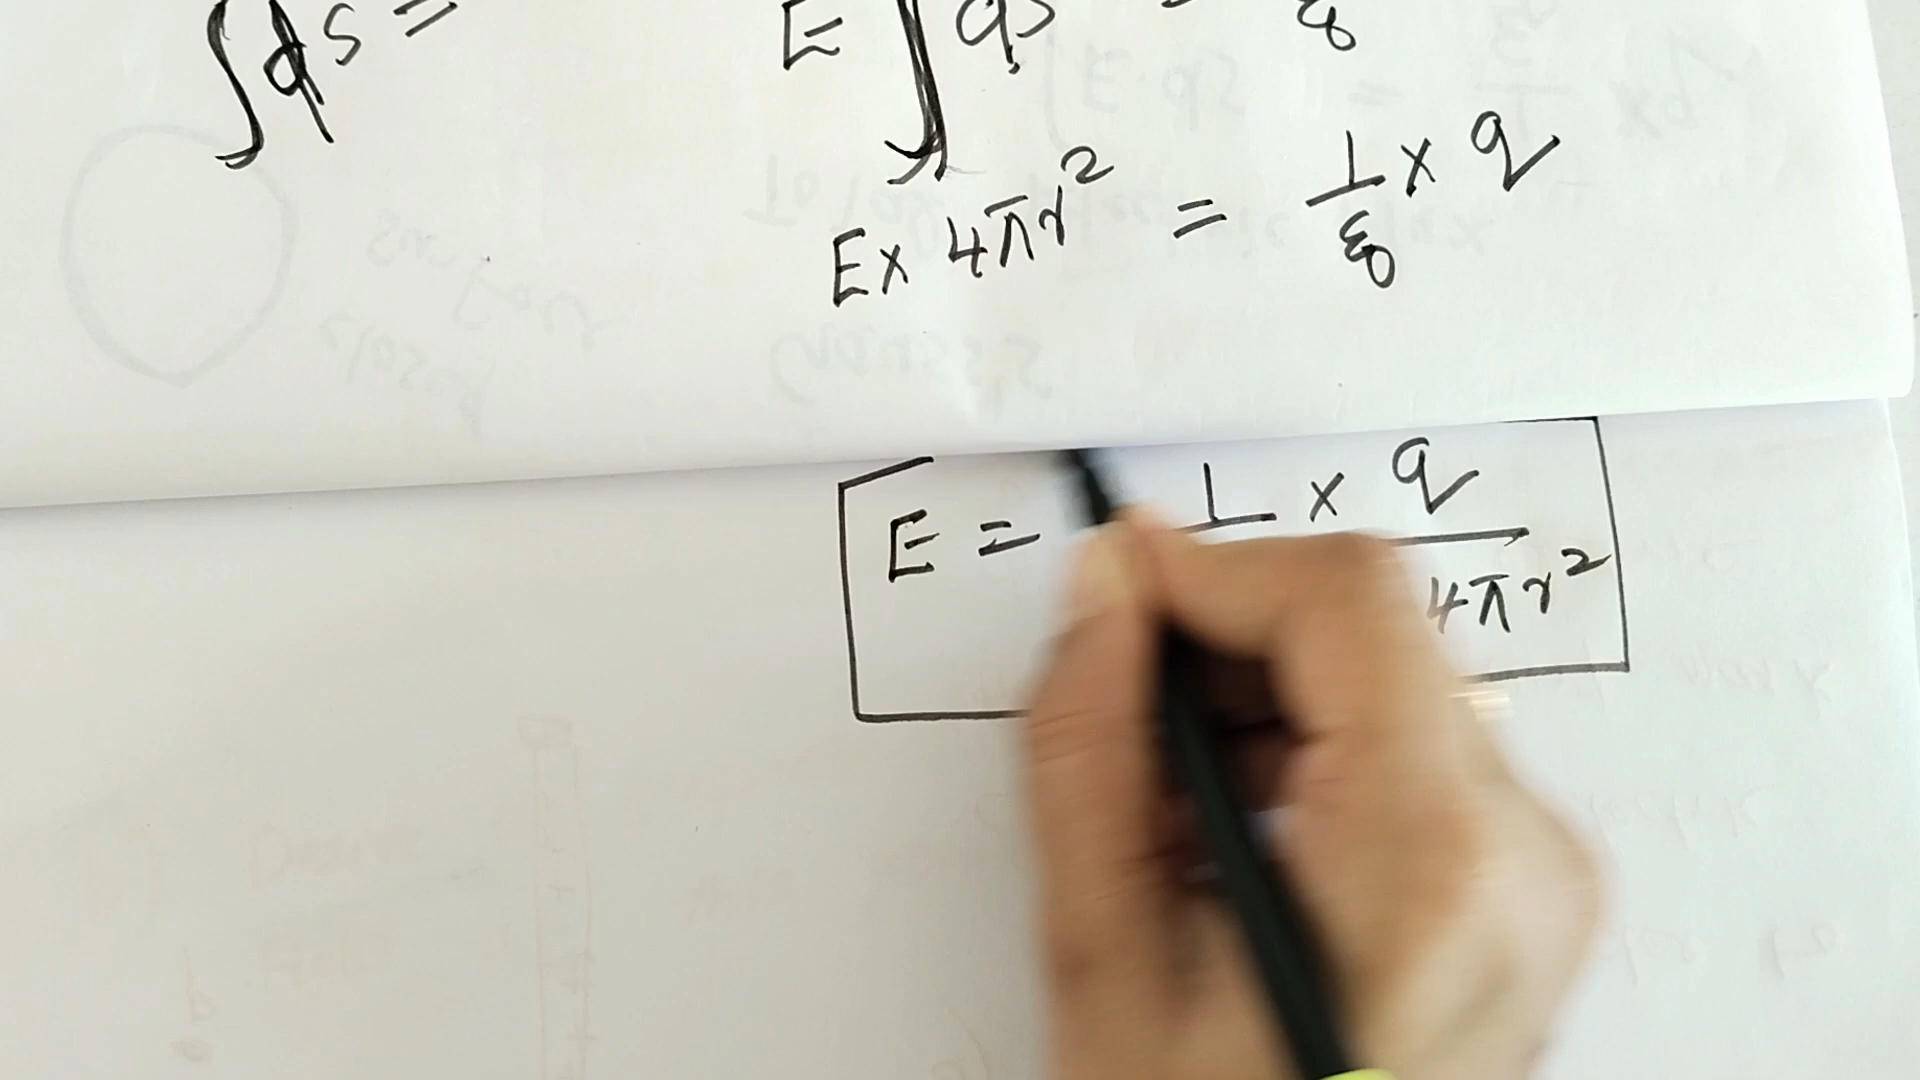 ∫ds =
E ∫ds = ε₀
E × 4πr² = 1/ε₀ × q
E = 1 × q/4πr²